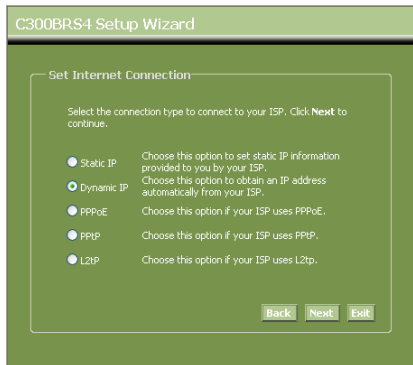 C300BRS4 Setup Wizard
Set Internet Connection
Select the connection type to connect to your ISP. Click Next to
continue.
Static IP
Choose this option to set static IP information
provided to you by your ISP.
Dynamic IP
Choose this option to obtain an IP address
automatically from your ISP.
PPPoE
Choose this option if your ISP uses PPPoE.
PPtP
Choose this option if your ISP uses PPtP.
L2tP
Choose this option if your ISP uses L2tp.
Back Next Exit